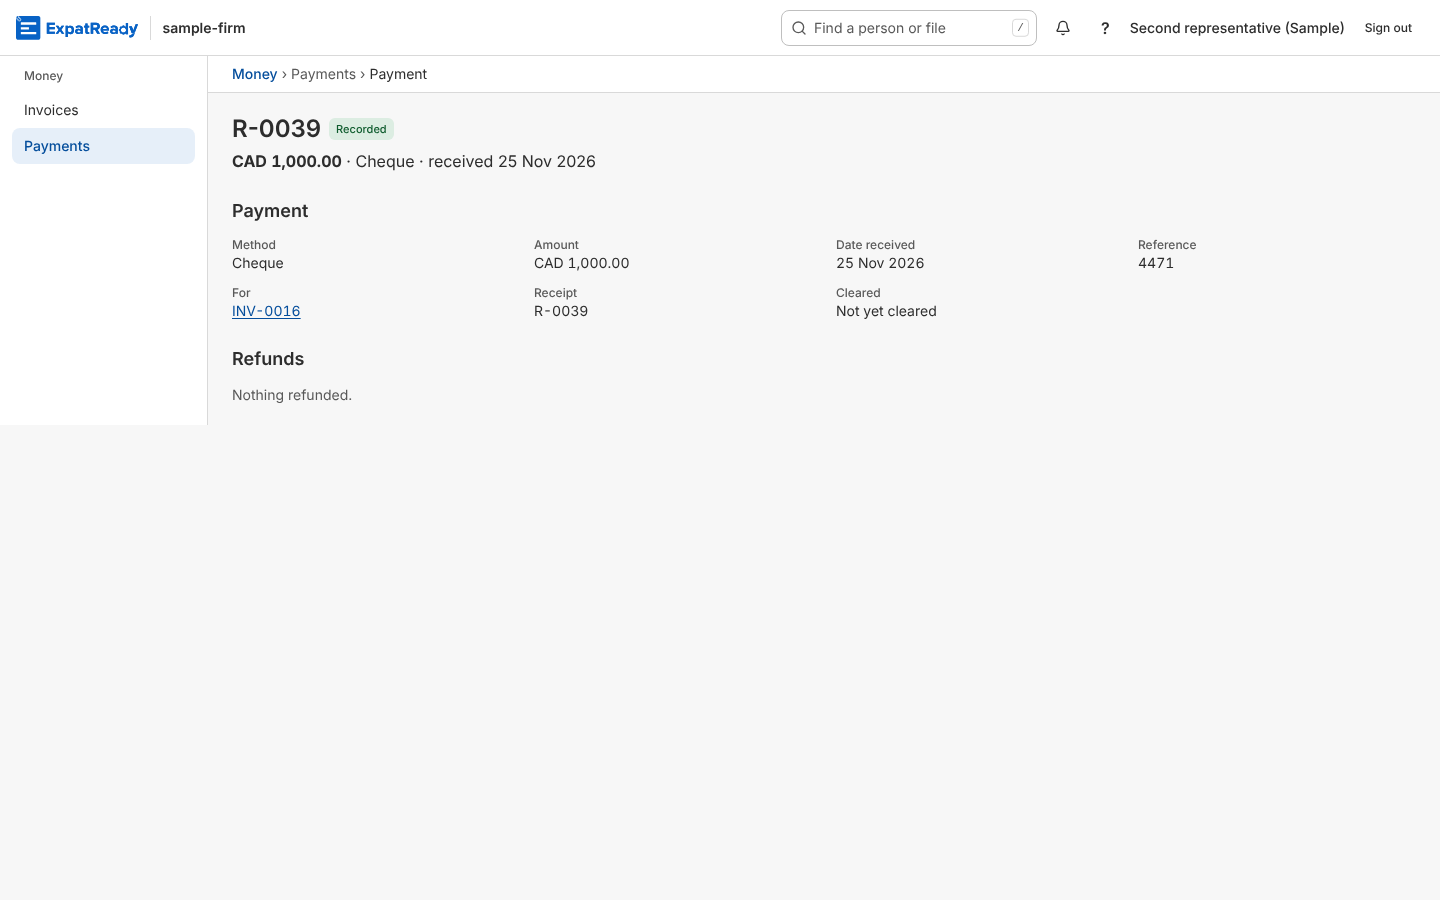 ExpatReady
sample-firm
Find a person or file
/
?
Second representative (Sample)
Sign out
Money
Invoices
Payments
Money › Payments › Payment
R-0039
Recorded
CAD 1,000.00 · Cheque · received 25 Nov 2026
Payment
Method
Cheque
Amount
CAD 1,000.00
Date received
25 Nov 2026
Reference
4471
For
INV-0016
Receipt
R-0039
Cleared
Not yet cleared
Refunds
Nothing refunded.